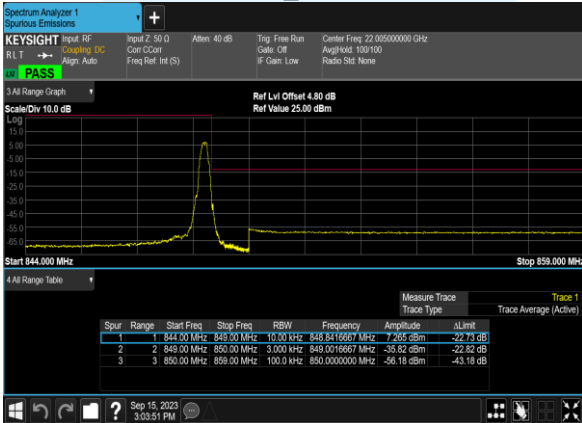 Spectrum Analyzer 1
Spurious Emissions
KEYSIGHT Input: RF Input Z: 50 Ω Atten: 40 dB Trig: Free Run Center Freq: 22.005000000 GHz
RLT Coupling: DC Corr CCorr Gate: Off Avg|Hold: 100/100
Align: Auto Freq Ref: Int (S) IF Gain: Low Radio Std: None
LM PASS
3 All Range Graph
Ref Lvl Offset 4.80 dB
Scale/Div 10.0 dB Ref Value 25.00 dBm
Log
15.0
5.00
-5.00
-15.0
-25.0
-35.0
-45.0
-55.0
-65.0
Start 844.000 MHz Stop 859.000 MHz
4 All Range Table
Measure Trace Trace 1
Trace Type Trace Average (Active)
Spur Range Start Freq Stop Freq RBW Frequency Amplitude ΔLimit
1 1 844.00 MHz 849.00 MHz 10.00 kHz 848.8416667 MHz 7.265 dBm -22.73 dB
2 2 849.00 MHz 850.00 MHz 3.000 kHz 849.0016667 MHz -35.82 dBm -22.82 dB
3 3 850.00 MHz 859.00 MHz 100.0 kHz 850.0000000 MHz -56.18 dBm -43.18 dB
? Sep 15, 2023
3:03:51 PM